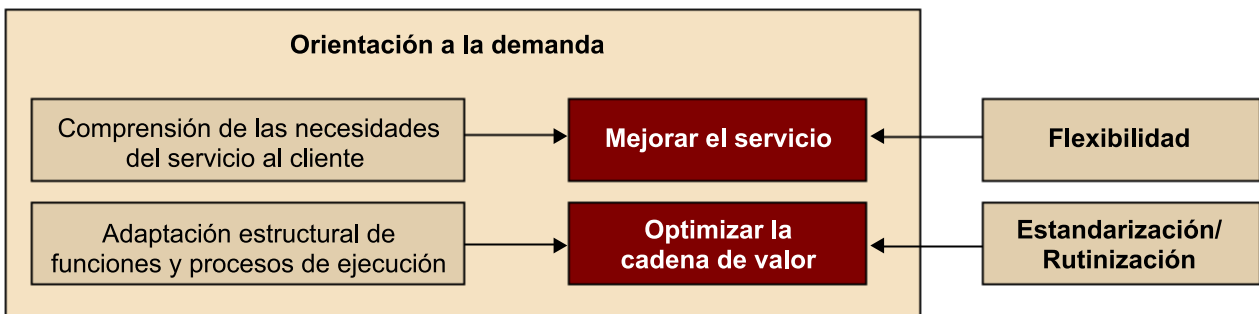 Orientación a la demanda
Comprensión de las necesidades
del servicio al cliente
Mejorar el servicio
Flexibilidad
Adaptación estructural de
funciones y procesos de ejecución
Optimizar la
cadena de valor
Estandarización/
Rutinización